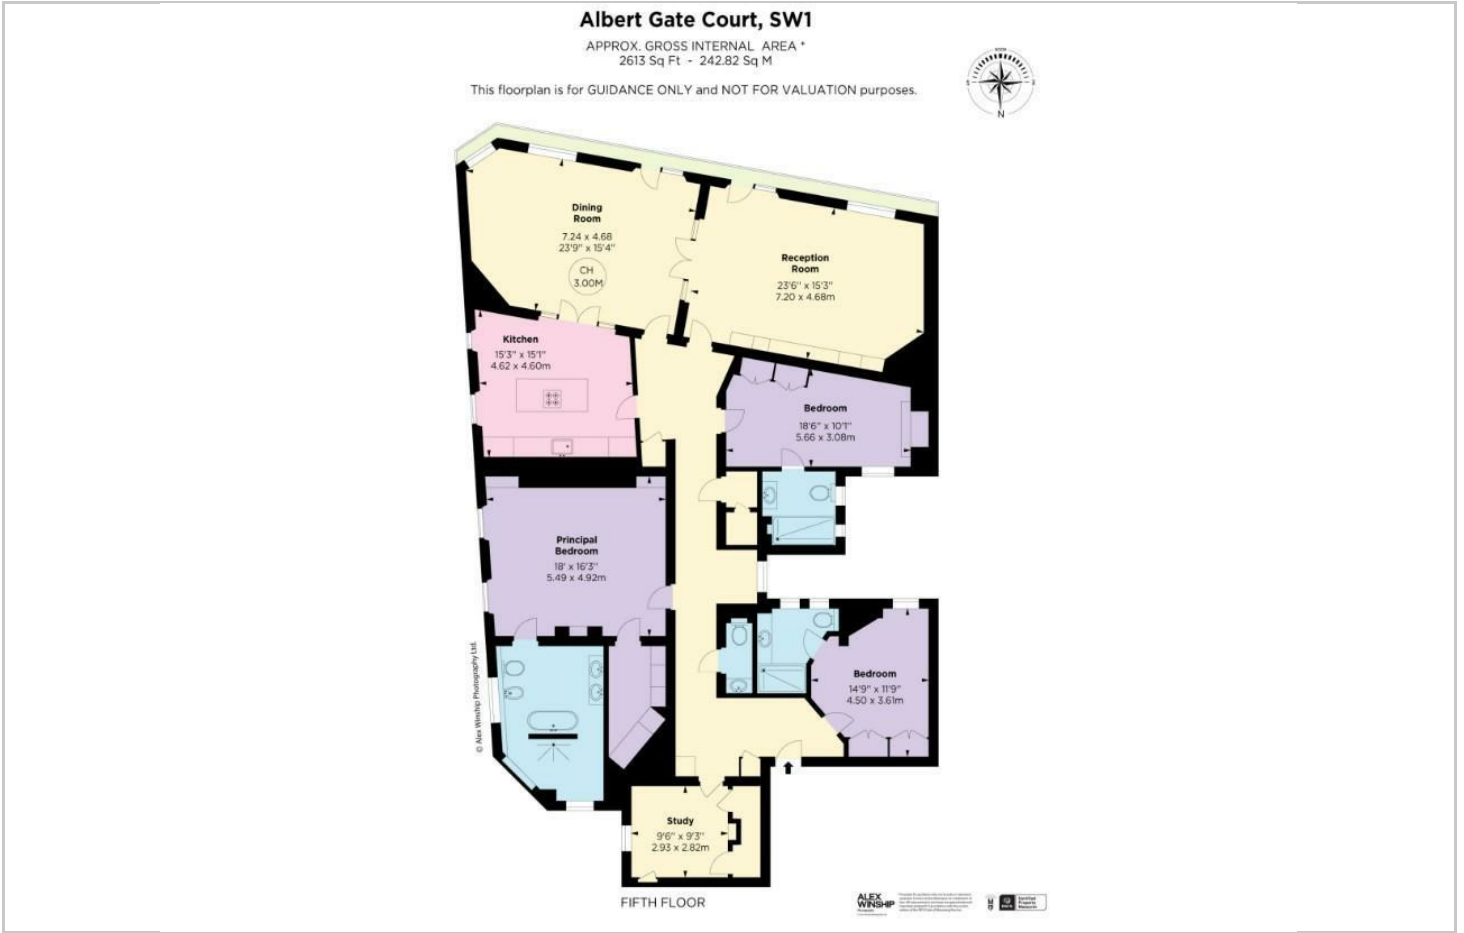 Albert Gate Court, SW1
APPROX. GROSS INTERNAL AREA *
2613 Sq Ft - 242.82 Sq M
This floorplan is for GUIDANCE ONLY and NOT FOR VALUATION purposes.
N
Dining
Room
7.24 x 4.68
23'9" x 15'4"
CH
3.00M
Reception
Room
23'6" x 15'3"
7.20 x 4.68m
Kitchen
15'3" x 15'1"
4.62 x 4.60m
Bedroom
18'6" x 10'1"
5.66 x 3.08m
Principal
Bedroom
18' x 16'3"
5.49 x 4.92m
Bedroom
14'9" x 11'9"
4.50 x 3.61m
© Alex Winship Photography Ltd.
Study
9'6" x 9'3"
2.93 x 2.82m
FIFTH FLOOR
ALEX
WINSHIP
Certified
Property
Measurer